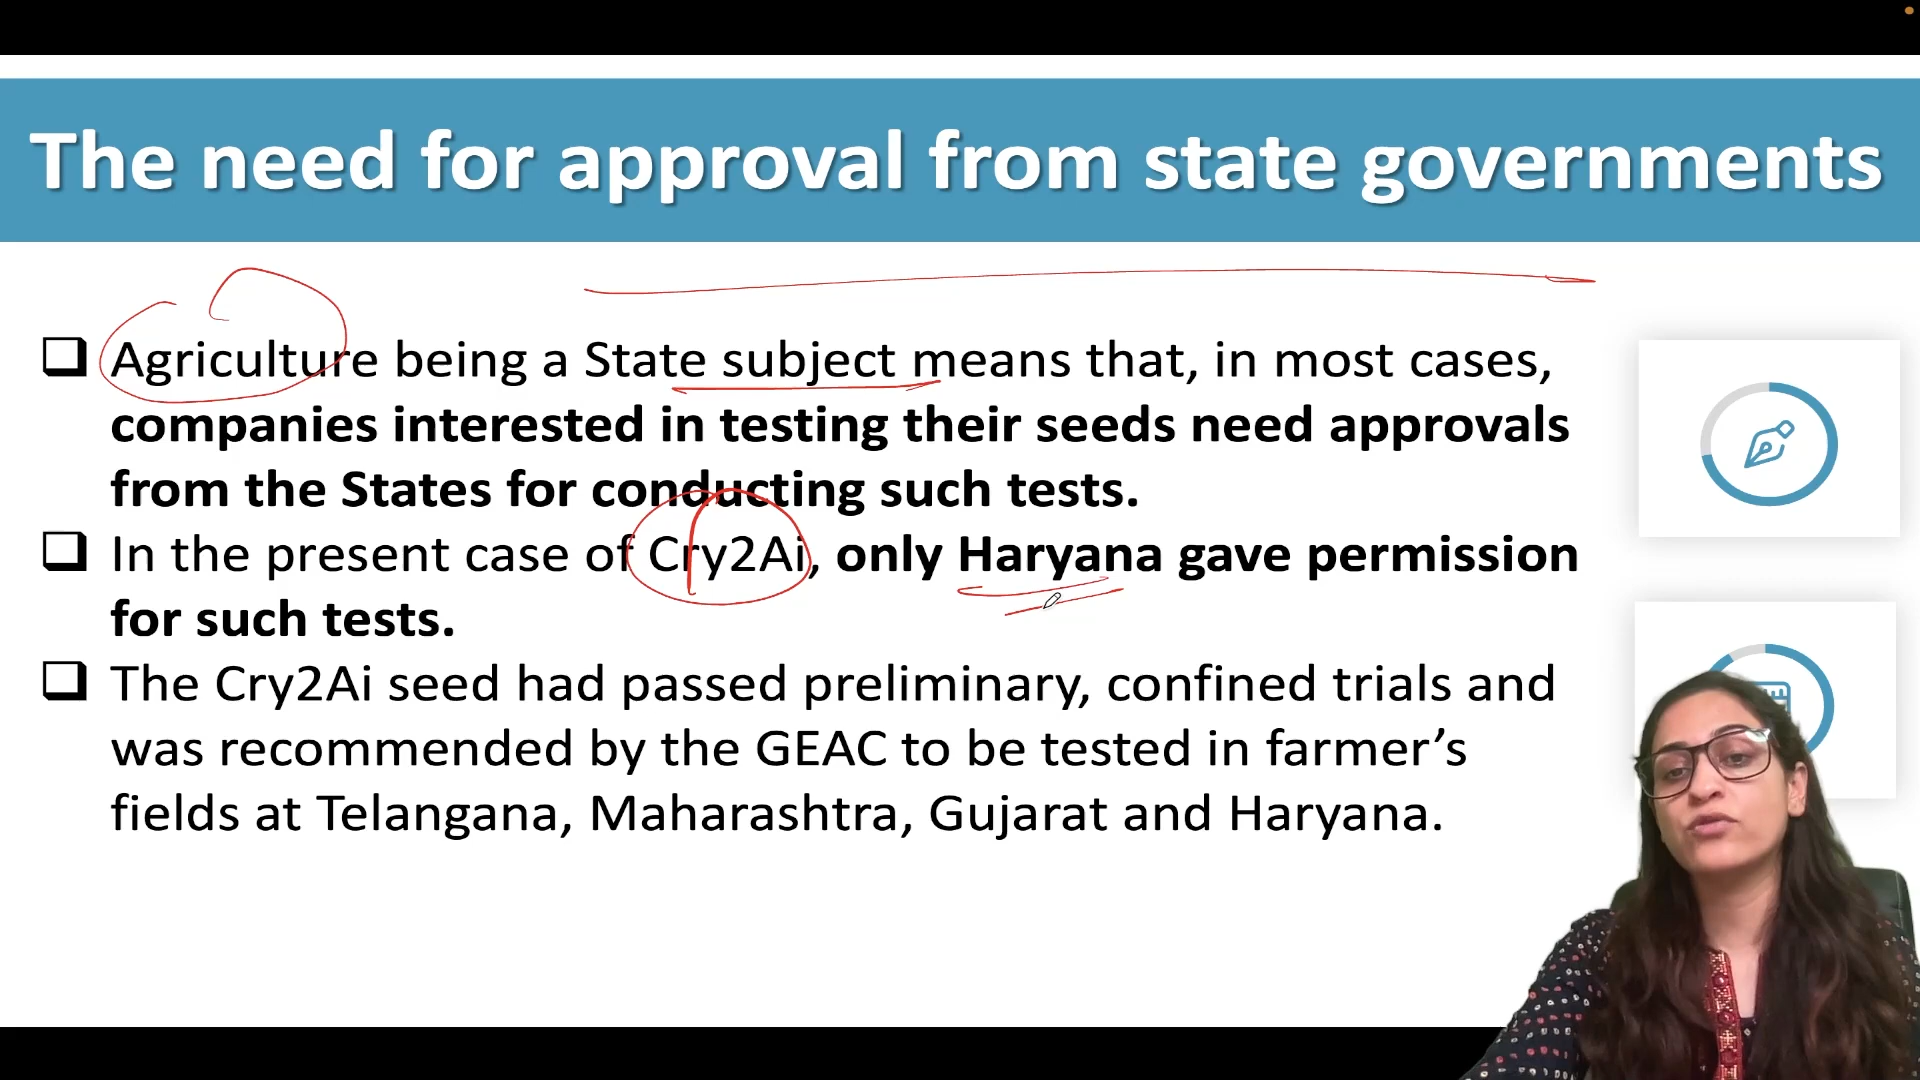 The need for approval from state governments
Agriculture being a State subject means that, in most cases,
companies interested in testing their seeds need approvals
from the States for conducting such tests.
In the present case of Cry2Ai, only Haryana gave permission
for such tests.
The Cry2Ai seed had passed preliminary, confined trials and
was recommended by the GEAC to be tested in farmer’s
fields at Telangana, Maharashtra, Gujarat and Haryana.